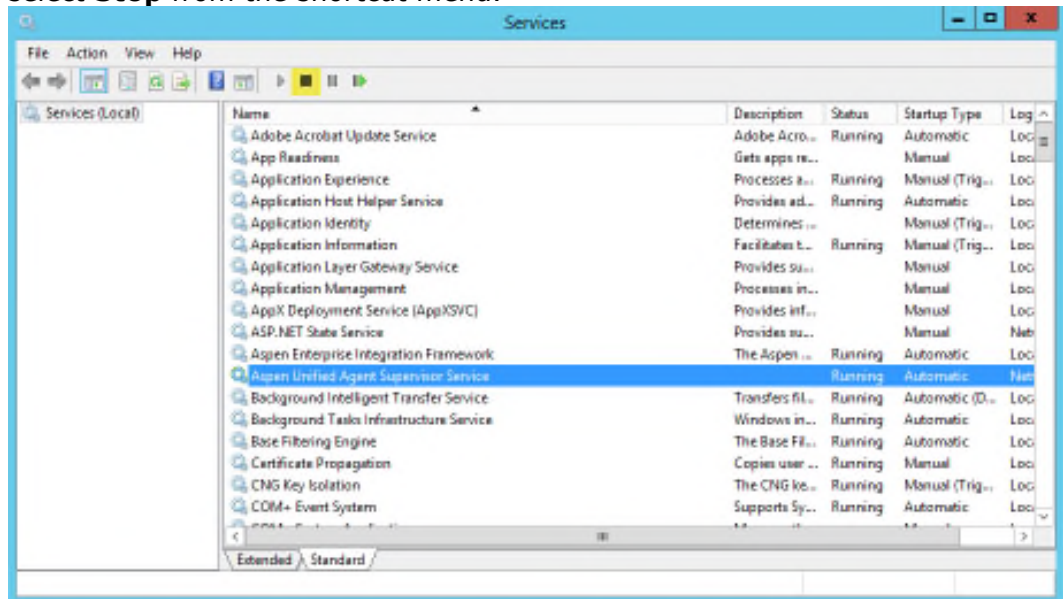 select Stop from the shortcut menu.
Services
File Action View Help
Services (Local)
Name Description Status Startup Type Log
Adobe Acrobat Update Service Adobe Acro... Running Automatic Loc
App Readiness Gets apps re... Manual Loc
Application Experience Processes a... Running Manual (Trig... Loc
Application Host Helper Service Provides ad... Running Automatic Loc
Application Identity Determines ... Manual (Trig... Loc
Application Information Facilitates t... Running Manual (Trig... Loc
Application Layer Gateway Service Provides su... Manual Loc
Application Management Processes in... Manual Loc
AppX Deployment Service (AppXSVC) Provides inf... Manual Loc
ASP.NET State Service Provides su... Manual Net
Aspen Enterprise Integration Framework The Aspen ... Running Automatic Loc
Aspen Unified Agent Supervisor Service Running Automatic Net
Background Intelligent Transfer Service Transfers fil... Running Automatic (D... Loc
Background Tasks Infrastructure Service Windows in... Running Automatic Loc
Base Filtering Engine The Base Fil... Running Automatic Loc
Certificate Propagation Copies user ... Running Manual Loc
CNG Key Isolation The CNG ke... Running Manual (Trig... Loc
COM+ Event System Supports Sy... Running Automatic Loc
Extended Standard